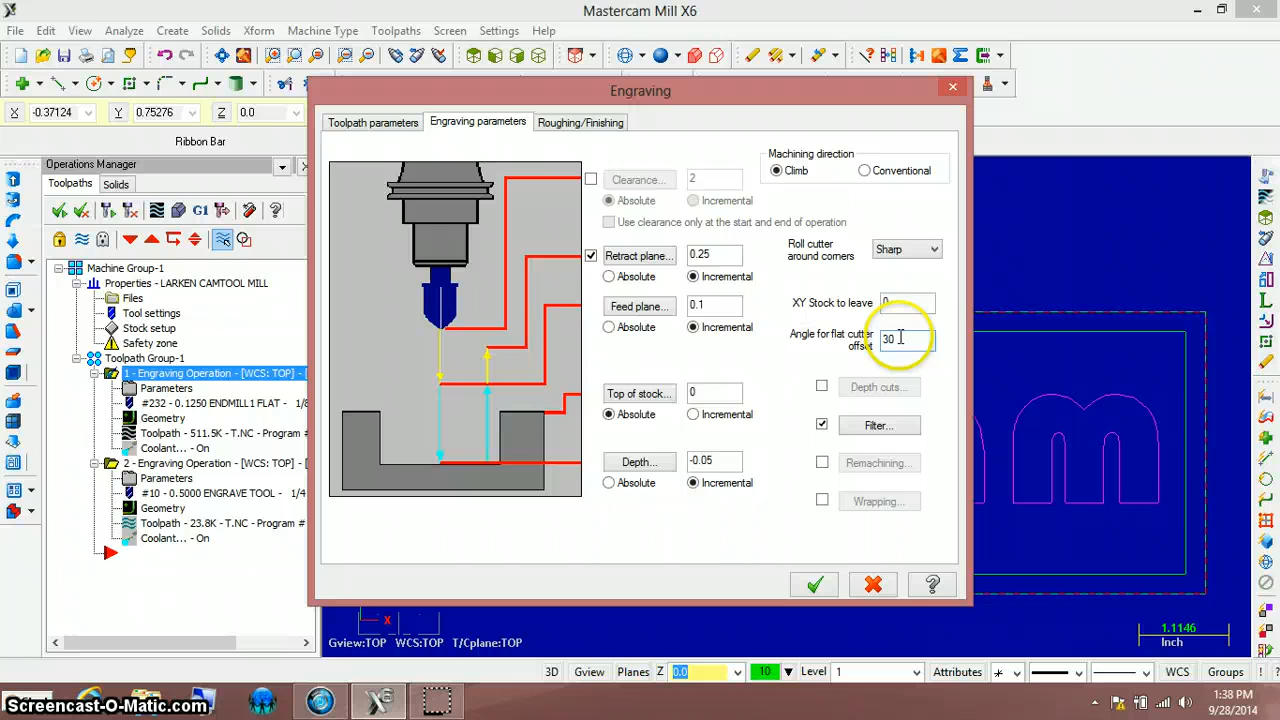 Mastercam Mill X6
File Edit View Analyze Create Solids Xform Machine Type Toolpaths Screen Settings Help
X -0.37124 Y 0.75276 Z 0.0
Ribbon Bar
Operations Manager
Toolpaths Solids
G1
Machine Group-1
Properties - LARKEN CAMTOOL MILL
Files
Tool settings
Stock setup
Safety zone
Toolpath Group-1
1 - Engraving Operation - [WCS: TOP] -
Parameters
#232 - 0.1250 ENDMILL1 FLAT - 1/8
Geometry
Toolpath - 511.5K - T.NC - Program #
Coolant... - On
2 - Engraving Operation - [WCS: TOP] -
Parameters
#10 - 0.5000 ENGRAVE TOOL - 1/4
Geometry
Toolpath - 23.8K - T.NC - Program #
Coolant... - On
Engraving
Toolpath parameters Engraving parameters Roughing/Finishing
Clearance... 2
Absolute Incremental
Use clearance only at the start and end of operation
Retract plane... 0.25
Absolute Incremental
Feed plane... 0.1
Absolute Incremental
Top of stock... 0
Absolute Incremental
Depth... -0.05
Absolute Incremental
Machining direction
Climb Conventional
Roll cutter
around corners
Sharp
XY Stock to leave 0
Angle for flat cutter
offset
30
Depth cuts...
Filter...
Remachining...
Wrapping...
m
X
Gview:TOP WCS:TOP T/Cplane:TOP
1.1146
Inch
3D Gview Planes Z 0.0 10 Level 1 Attributes WCS Groups
Screencast-O-Matic.com
1:38 PM
9/28/2014